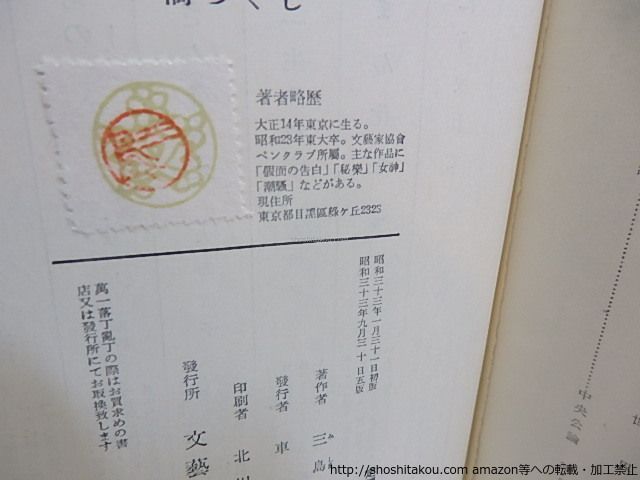 橋づくし
著者略歴
大正14年東京に生る。
昭和23年東大卒。文藝家協會
ペンクラブ所屬。主な作品に
「假面の告白」「秘樂」「女神」
「潮騷」などがある。
現住所
東京都目黑區緑ヶ丘2323
昭和三十三年一月三十一日初版
昭和三十三年九月三十日五版
著作者 三島
發行者 車
印刷者 北
發行所 文藝
萬一落丁亂丁の際はお買求めの書
店又は發行所にてお取換致します
中央公論
http://shoshitakou.com amazon等への転載・加工禁止